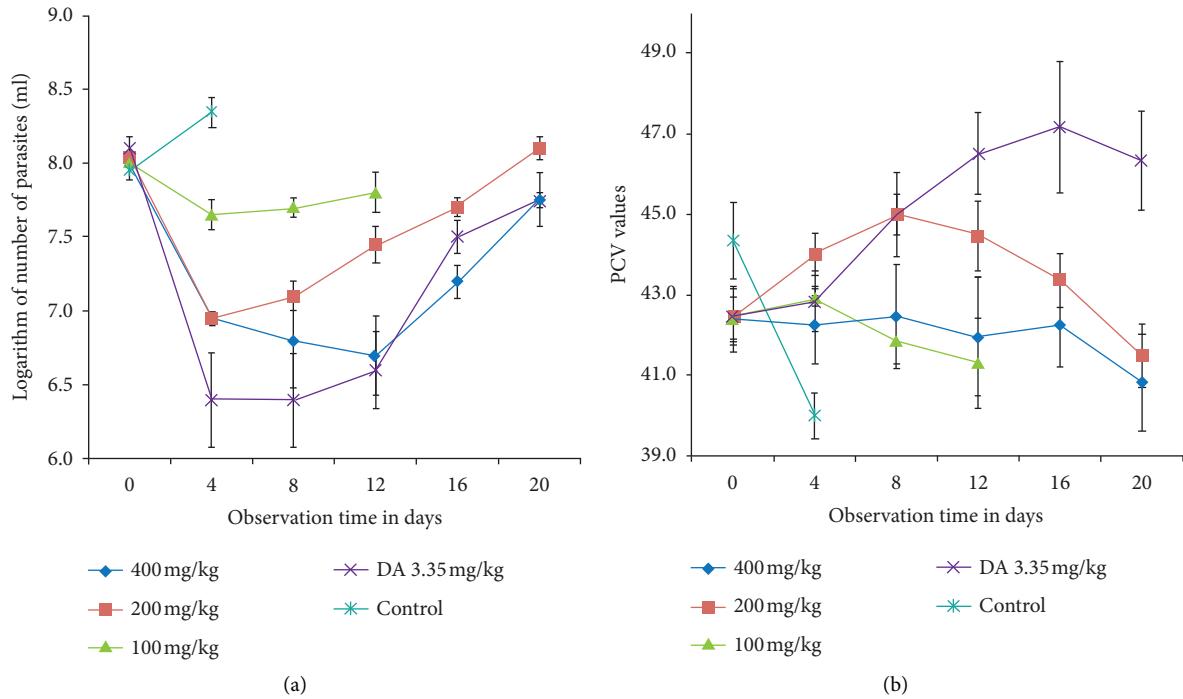 Logarithm of number of parasites (ml)
9.0
8.5
8.0
7.5
7.0
6.5
6.0
0 4 8 12 16 20
Observation time in days
400 mg/kg
200 mg/kg
100 mg/kg
DA 3.35 mg/kg
Control
(a)
PCV values
49.0
47.0
45.0
43.0
41.0
39.0
0 4 8 12 16 20
Observation time in days
400 mg/kg
200 mg/kg
100 mg/kg
DA 3.35 mg/kg
Control
(b)